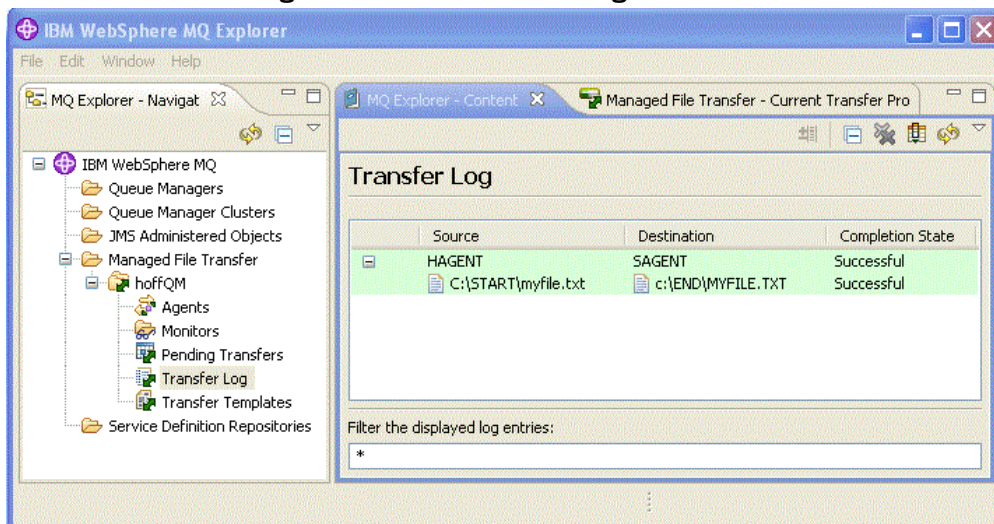 IBM WebSphere MQ Explorer
File Edit Window Help
MQ Explorer - Navigat
MQ Explorer - Content
Managed File Transfer - Current Transfer Pro
IBM WebSphere MQ
Queue Managers
Queue Manager Clusters
JMS Administered Objects
Managed File Transfer
hoffQM
Agents
Monitors
Pending Transfers
Transfer Log
Transfer Templates
Service Definition Repositories
Transfer Log
Source Destination Completion State
HAGENT SAGENT Successful
C:\START\myfile.txt c:\END\MYFILE.TXT Successful
Filter the displayed log entries:
*